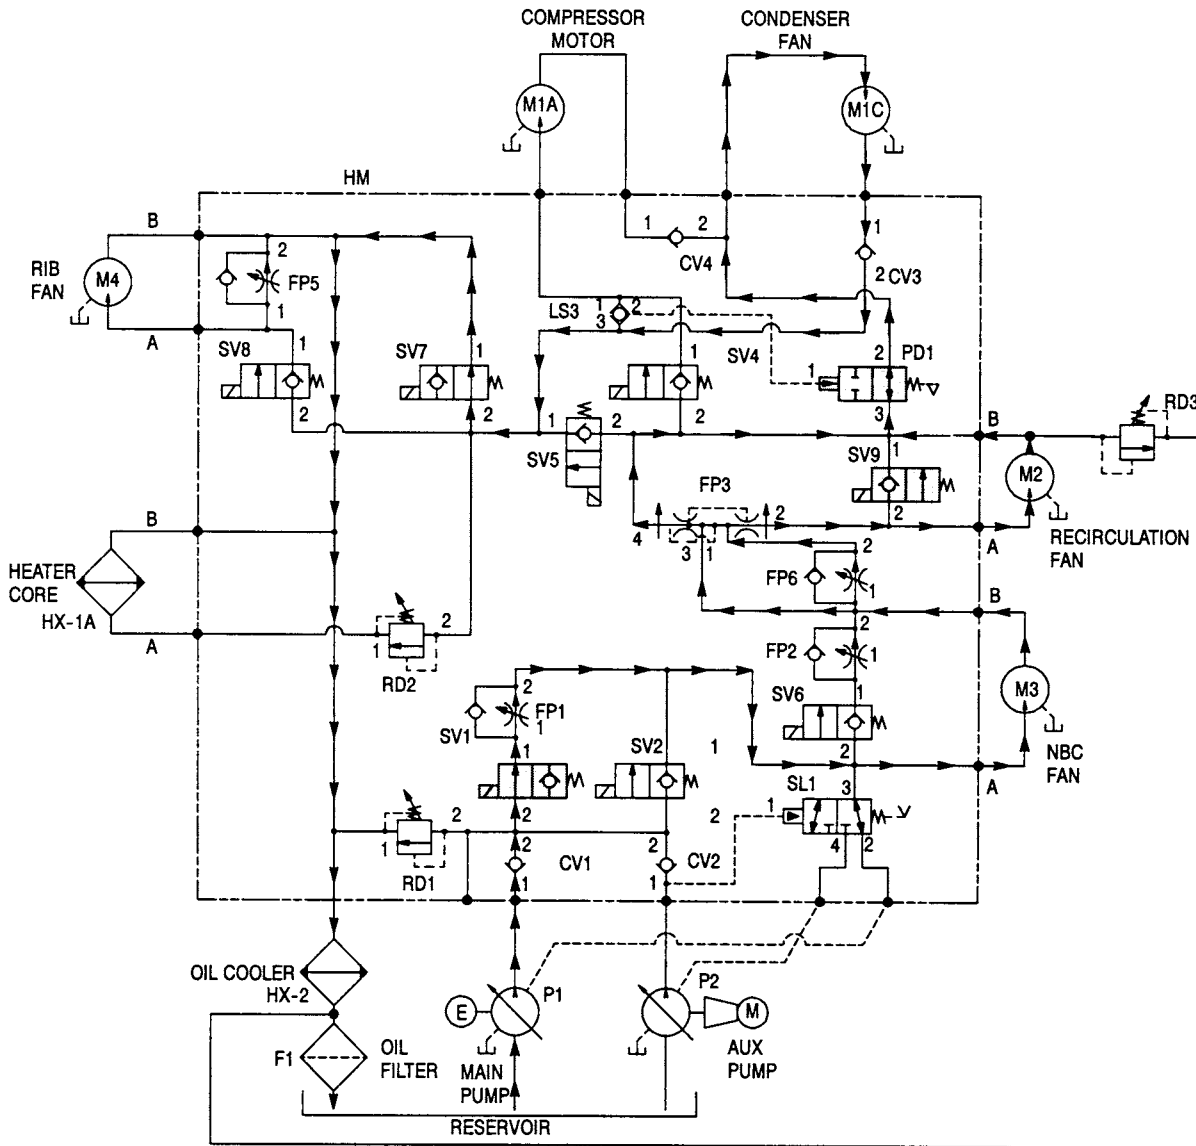 COMPRESSOR
MOTOR
CONDENSER
FAN
M1A
M1C
HM
B
1
2
1
RIB
FAN
M4
2
FP5
1
CV4
2
CV3
LS3
1
2
3
A
SV8
1
SV7
1
SV4
1
2
PD1
1
3
2
2
1
2
2
B
RD3
SV5
SV9
1
M2
FP3
2
B
4
3
1
2
A
RECIRCULATION
FAN
HEATER
CORE
HX-1A
2
FP6
1
B
A
1
2
RD2
2
FP2
1
2
FP1
1
SV1
1
SV6
1
M3
SV2
1
2
NBC
FAN
A
SL1
3
1
2
1
2
RD1
2
2
2
4
2
CV1
CV2
1
1
OIL COOLER
HX-2
P1
P2
E
M
F1
OIL
FILTER
MAIN
PUMP
AUX
PUMP
RESERVOIR